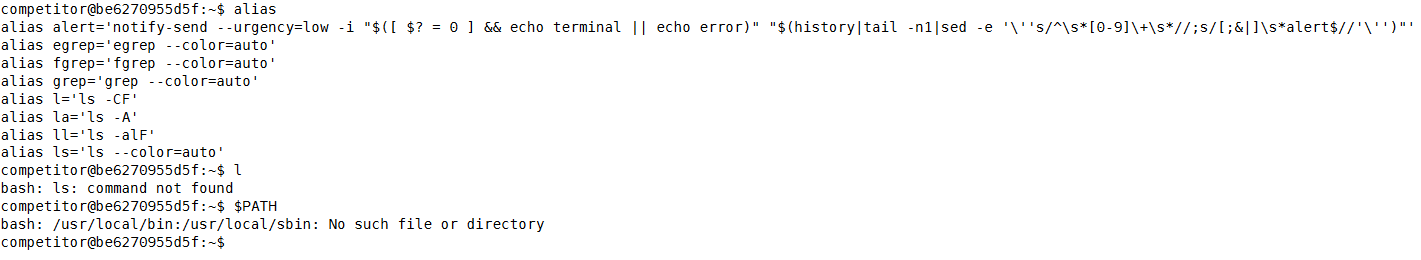 competitor@be6270955d5f:~$ alias
alias alert='notify-send --urgency=low -i "$([ $? = 0 ] && echo terminal || echo error)" "$(history|tail -n1|sed -e '\''s/^\s*[0-9]\+\s*//;s/[;&|]\s*alert$//'\'')"'
alias egrep='egrep --color=auto'
alias fgrep='fgrep --color=auto'
alias grep='grep --color=auto'
alias l='ls -CF'
alias la='ls -A'
alias ll='ls -alF'
alias ls='ls --color=auto'
competitor@be6270955d5f:~$ l
bash: ls: command not found
competitor@be6270955d5f:~$ $PATH
bash: /usr/local/bin:/usr/local/sbin: No such file or directory
competitor@be6270955d5f:~$